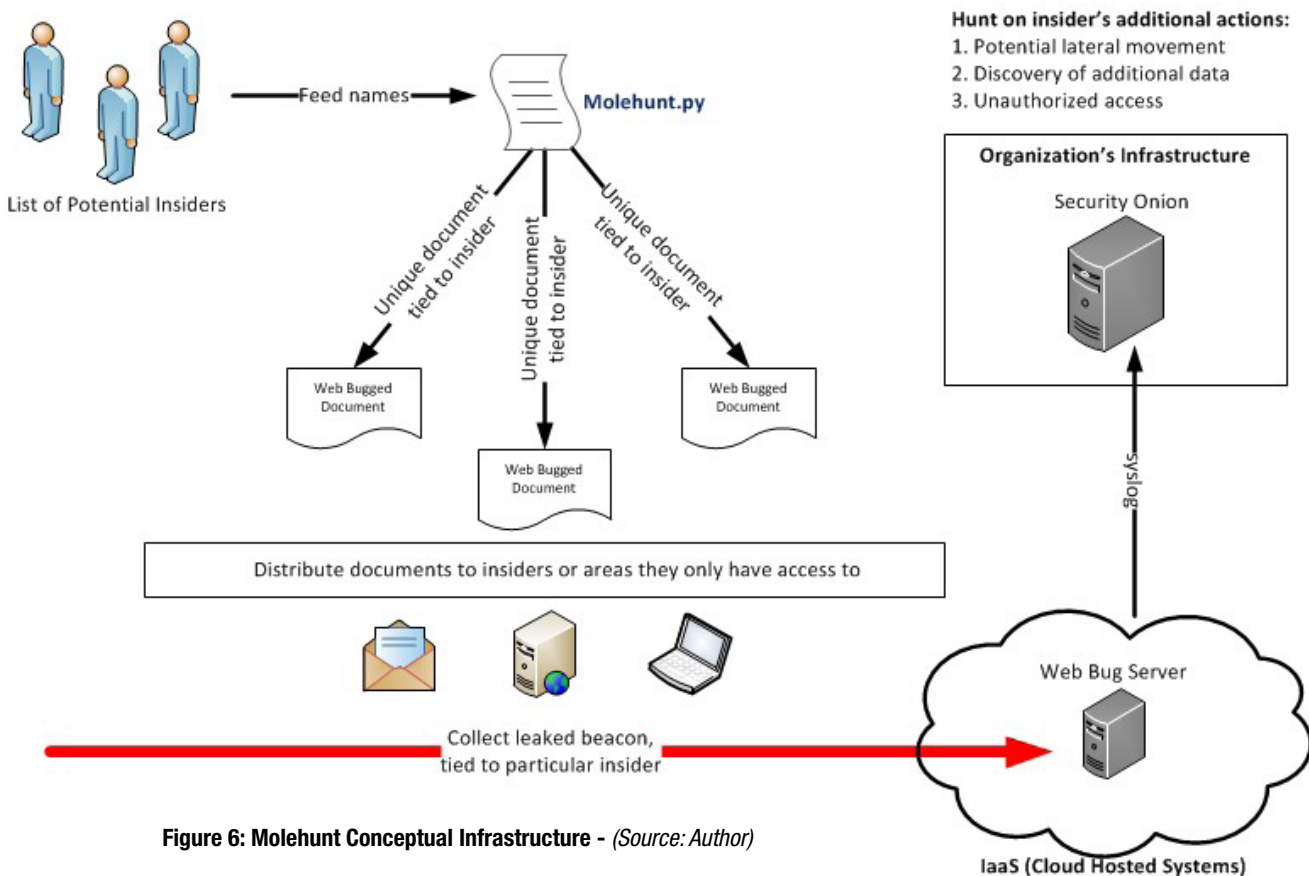 List of Potential Insiders
Feed names
Molehunt.py
Unique document
tied to insider
Unique document
tied to insider
Unique document
tied to insider
Web Bugged
Document
Web Bugged
Document
Web Bugged
Document
Distribute documents to insiders or areas they only have access to
Collect leaked beacon,
tied to particular insider
Hunt on insider's additional actions:
1. Potential lateral movement
2. Discovery of additional data
3. Unauthorized access
Organization's Infrastructure
Security Onion
syslog
Web Bug Server
IaaS (Cloud Hosted Systems)
Figure 6: Molehunt Conceptual Infrastructure - (Source: Author)